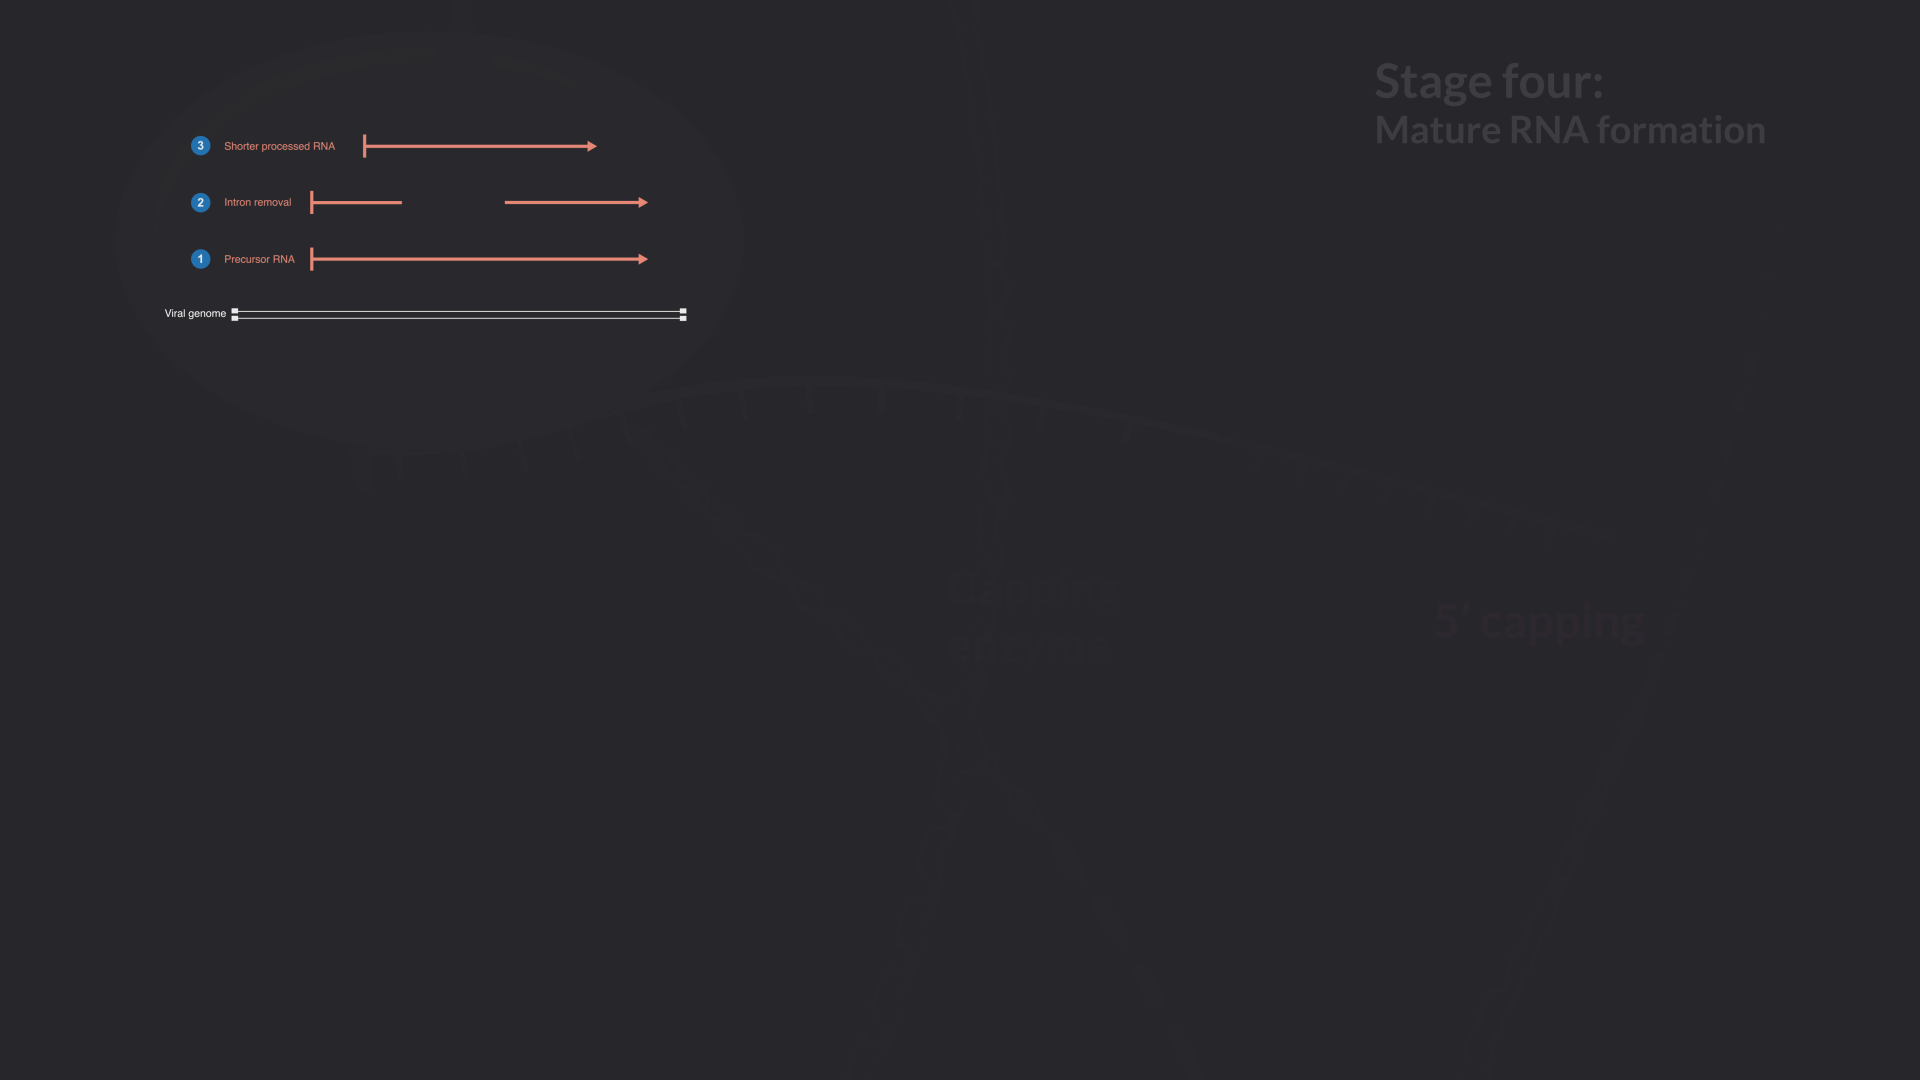 Stage four:
Mature RNA formation
3 Shorter processed RNA
2 Intron removal
1 Precursor RNA
Viral genome
Capping
enzyme
5' capping